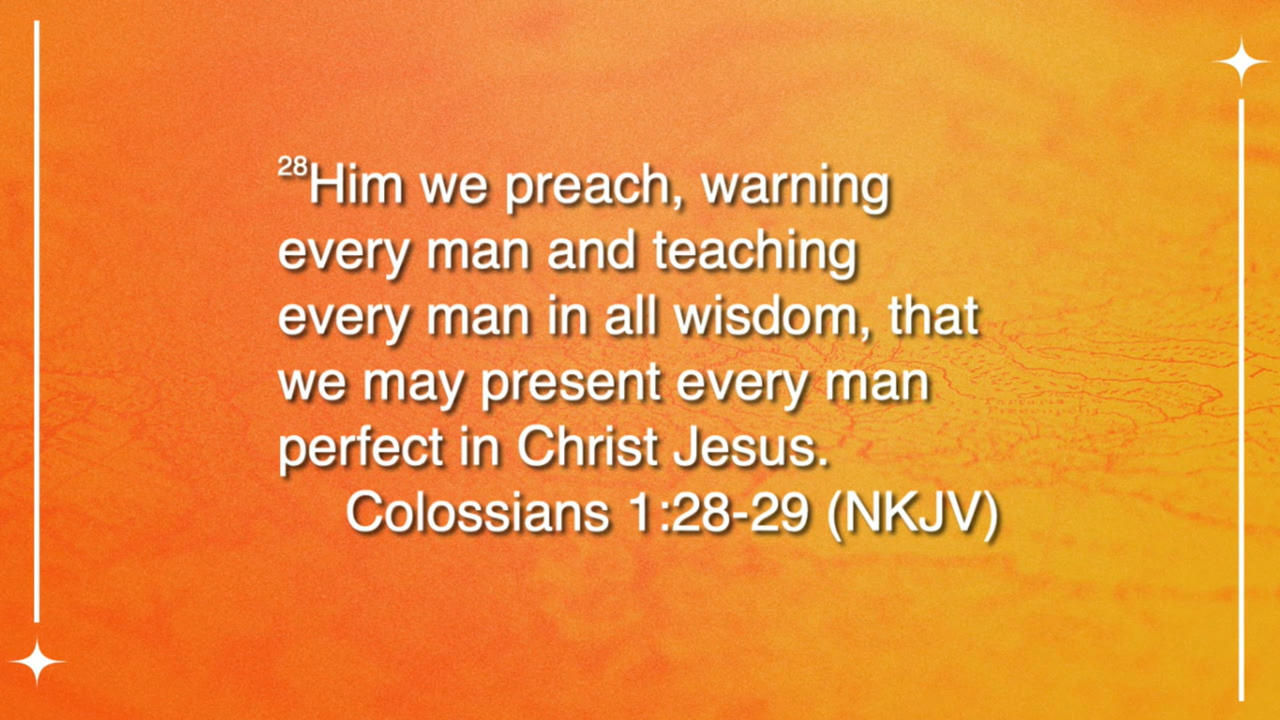 28Him we preach, warning
every man and teaching
every man in all wisdom, that
we may present every man
perfect in Christ Jesus.
Colossians 1:28-29 (NKJV)